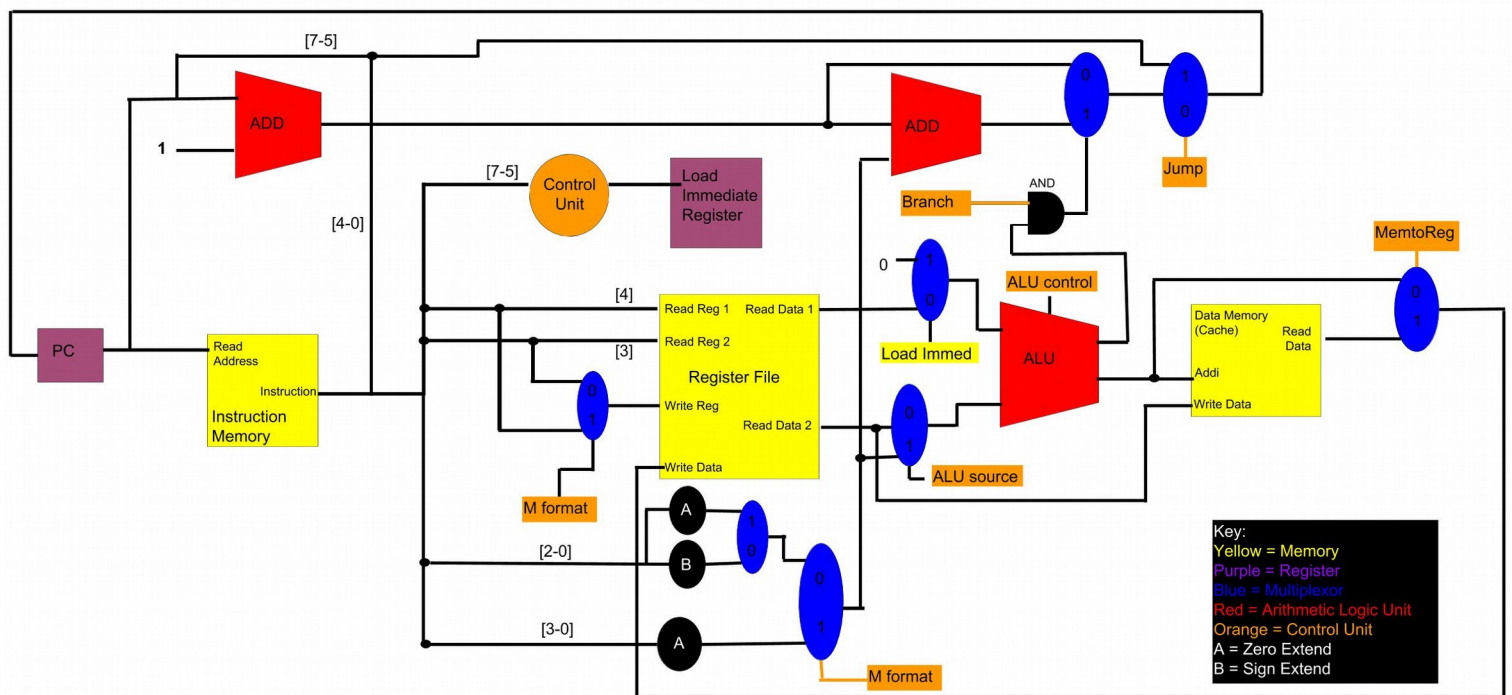 [7-5]
ADD
1
[4-0]
[7-5]
Control
Unit
Load
Immediate
Register
ADD
0
1
1
0
Jump
AND
Branch
MemtoReg
0
1
0
ALU control
[4]
Read Reg 1
Read Data 1
[3]
Read Reg 2
Register File
Write Reg
Read Data 2
Write Data
Load Immed
ALU
Data Memory
(Cache)
Read
Data
Addi
Write Data
0
1
PC
Read
Address
Instruction
Instruction
Memory
0
1
M format
0
1
ALU source
A
1
0
[2-0]
B
0
1
[3-0]
A
M format
Key:
Yellow = Memory
Purple = Register
Blue = Multiplexor
Red = Arithmetic Logic Unit
Orange = Control Unit
A = Zero Extend
B = Sign Extend